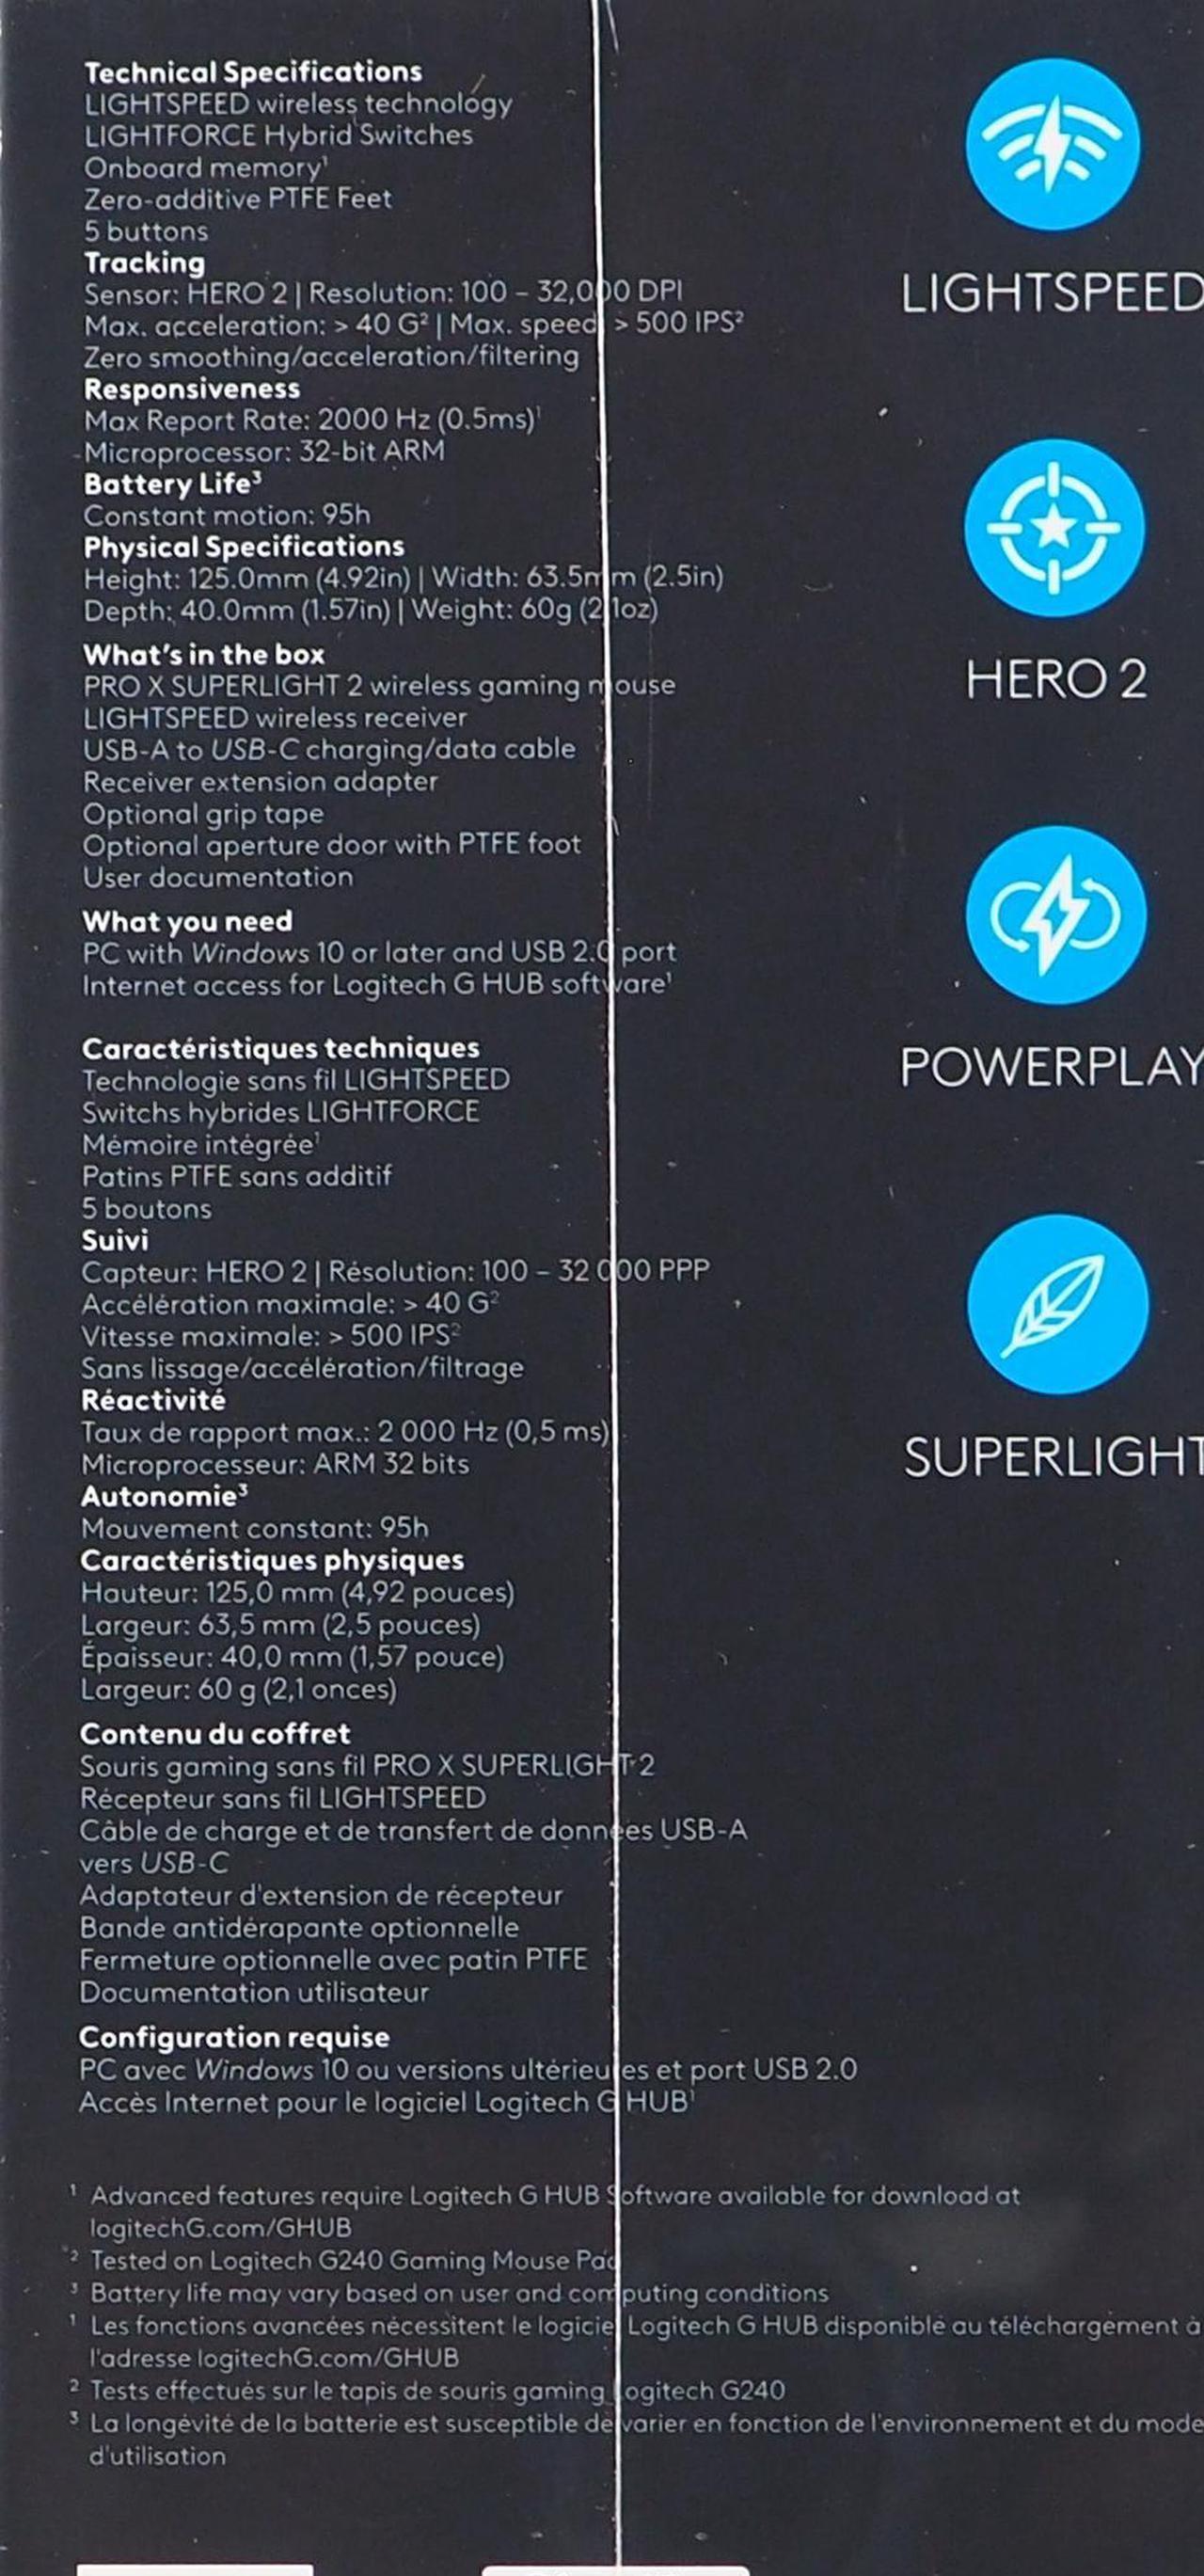 Technical Specifications
LIGHTSPEED wireless technology
LIGHTFORCE Hybrid Switches
Onboard memory¹
Zero-additive PTFE Feet
5 buttons
Tracking
Sensor: HERO 2 | Resolution: 100 – 32,000 DPI
Max. acceleration: > 40 G² | Max. speed: > 500 IPS²
Zero smoothing/acceleration/filtering
Responsiveness
Max Report Rate: 2000 Hz (0.5ms)¹
Microprocessor: 32-bit ARM
Battery Life³
Constant motion: 95h
Physical Specifications
Height: 125.0mm (4.92in) | Width: 63.5mm (2.5in)
Depth: 40.0mm (1.57in) | Weight: 60g (2.1oz)
What's in the box
PRO X SUPERLIGHT 2 wireless gaming mouse
LIGHTSPEED wireless receiver
USB-A to USB-C charging/data cable
Receiver extension adapter
Optional grip tape
Optional aperture door with PTFE foot
User documentation
What you need
PC with Windows 10 or later and USB 2.0 port
Internet access for Logitech G HUB software¹
Caractéristiques techniques
Technologie sans fil LIGHTSPEED
Switchs hybrides LIGHTFORCE
Mémoire intégrée¹
Patins PTFE sans additif
5 boutons
Suivi
Capteur: HERO 2 | Résolution: 100 – 32 000 PPP
Accélération maximale: > 40 G²
Vitesse maximale: > 500 IPS²
Sans lissage/accélération/filtrage
Réactivité
Taux de rapport max.: 2 000 Hz (0,5 ms)
Microprocesseur: ARM 32 bits
Autonomie³
Mouvement constant: 95h
Caractéristiques physiques
Hauteur: 125,0 mm (4,92 pouces)
Largeur: 63,5 mm (2,5 pouces)
Épaisseur: 40,0 mm (1,57 pouce)
Largeur: 60 g (2,1 onces)
Contenu du coffret
Souris gaming sans fil PRO X SUPERLIGHT 2
Récepteur sans fil LIGHTSPEED
Câble de charge et de transfert de données USB-A
vers USB-C
Adaptateur d'extension de récepteur
Bande antidérapante optionnelle
Fermeture optionnelle avec patin PTFE
Documentation utilisateur
Configuration requise
PC avec Windows 10 ou versions ultérieures et port USB 2.0
Accès Internet pour le logiciel Logitech G HUB¹
¹ Advanced features require Logitech G HUB Software available for download at
logitechG.com/GHUB
² Tested on Logitech G240 Gaming Mouse Pad
³ Battery life may vary based on user and computing conditions
¹ Les fonctions avancées nécessitent le logiciel Logitech G HUB disponible au téléchargement à
l'adresse logitechG.com/GHUB
² Tests effectués sur le tapis de souris gaming Logitech G240
³ La longévité de la batterie est susceptible de varier en fonction de l'environnement et du mode
d'utilisation
LIGHTSPEED
HERO 2
POWERPLAY
SUPERLIGHT